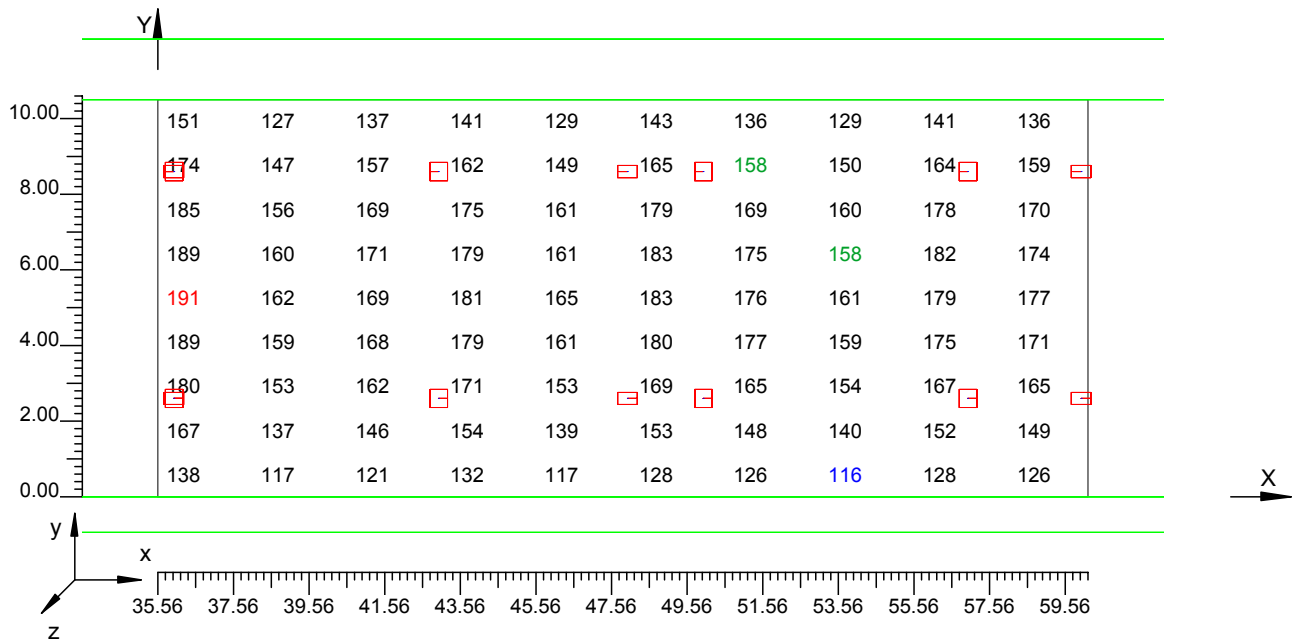 Y
10.00 151 127 137 141 129 143 136 129 141 136
174 147 157 162 149 165 158 150 164 159
8.00
185 156 169 175 161 179 169 160 178 170
6.00 189 160 171 179 161 183 175 158 182 174
191 162 169 181 165 183 176 161 179 177
4.00 189 159 168 179 161 180 177 159 175 171
180 153 162 171 153 169 165 154 167 165
2.00 167 137 146 154 139 153 148 140 152 149
138 117 121 132 117 128 126 116 128 126
0.00
X
y
x
35.56 37.56 39.56 41.56 43.56 45.56 47.56 49.56 51.56 53.56 55.56 57.56 59.56
z